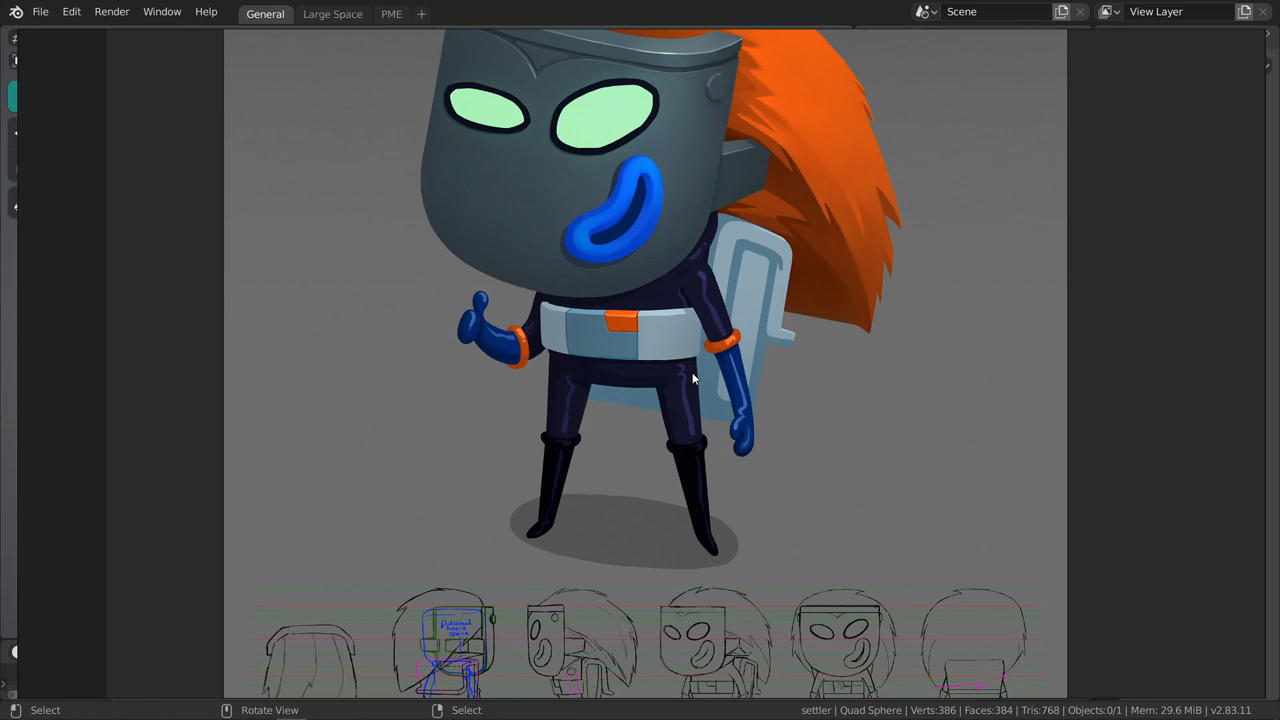 File Edit Render Window Help General Large Space PME + Scene View Layer
Select Rotate View Select settler | Quad Sphere | Verts:386 | Faces:384 | Tris:768 | Objects:0/1 | Mem: 29.6 MiB | v2.83.11